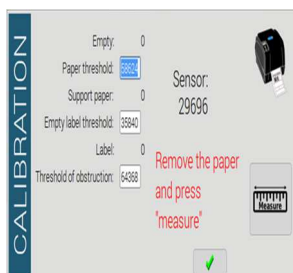 CALIBRATION
Empty: 0
Paper threshold: 58624
Support paper: 0
Empty label threshold: 35840
Label: 0
Threshold of obstruction: 64368
Sensor:
29696
Remove the paper
and press
"measure"
Measure